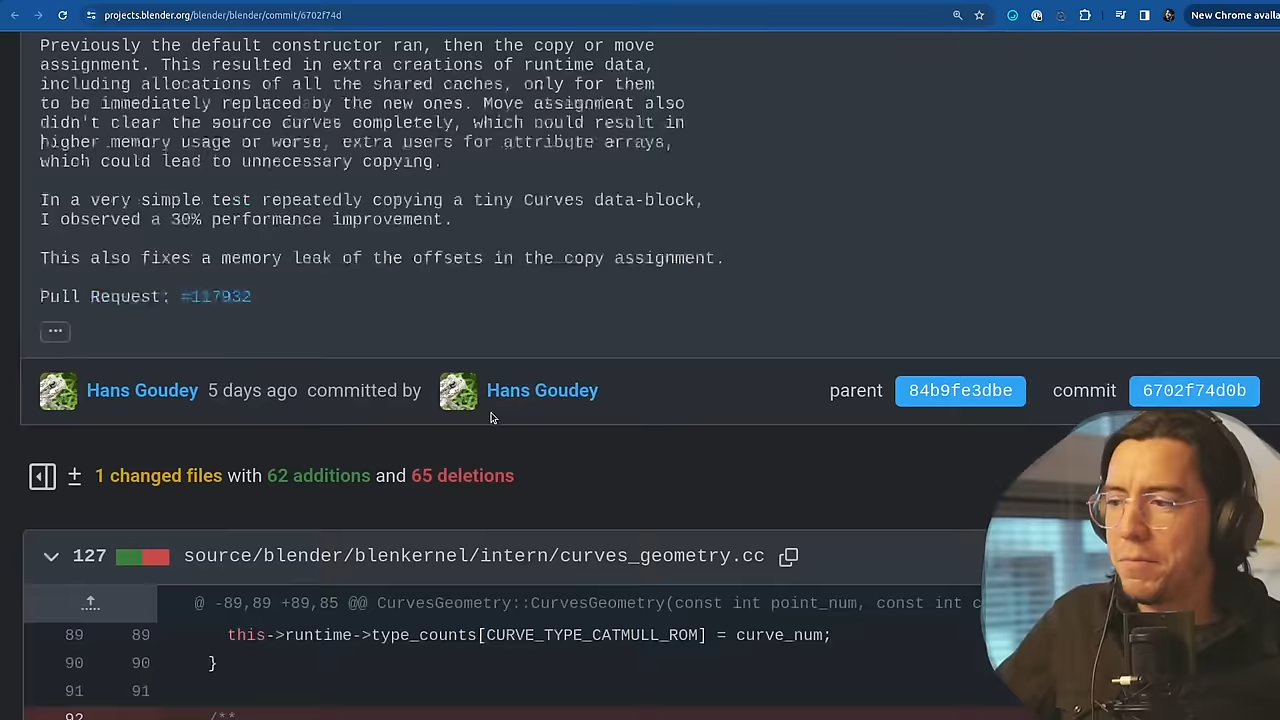 projects.blender.org/blender/blender/commit/6702f74d
New Chrome availa
Previously the default constructor ran, then the copy or move
assignment. This resulted in extra creations of runtime data,
including allocations of all the shared caches, only for them
to be immediately replaced by the new ones. Move assignment also
didn't clear the source curves completely, which could result in
higher memory usage or worse, extra users for attribute arrays,
which could lead to unnecessary copying.
In a very simple test repeatedly copying a tiny Curves data-block,
I observed a 30% performance improvement.
This also fixes a memory leak of the offsets in the copy assignment.
Pull Request: #117932
...
Hans Goudey 5 days ago committed by Hans Goudey parent 84b9fe3dbe commit 6702f74d0b
± 1 changed files with 62 additions and 65 deletions
127 source/blender/blenkernel/intern/curves_geometry.cc
@ -89,89 +89,85 @@ CurvesGeometry::CurvesGeometry(const int point_num, const int c
89 89 this->runtime->type_counts[CURVE_TYPE_CATMULL_ROM] = curve_num;
90 90 }
91 91
92 /**